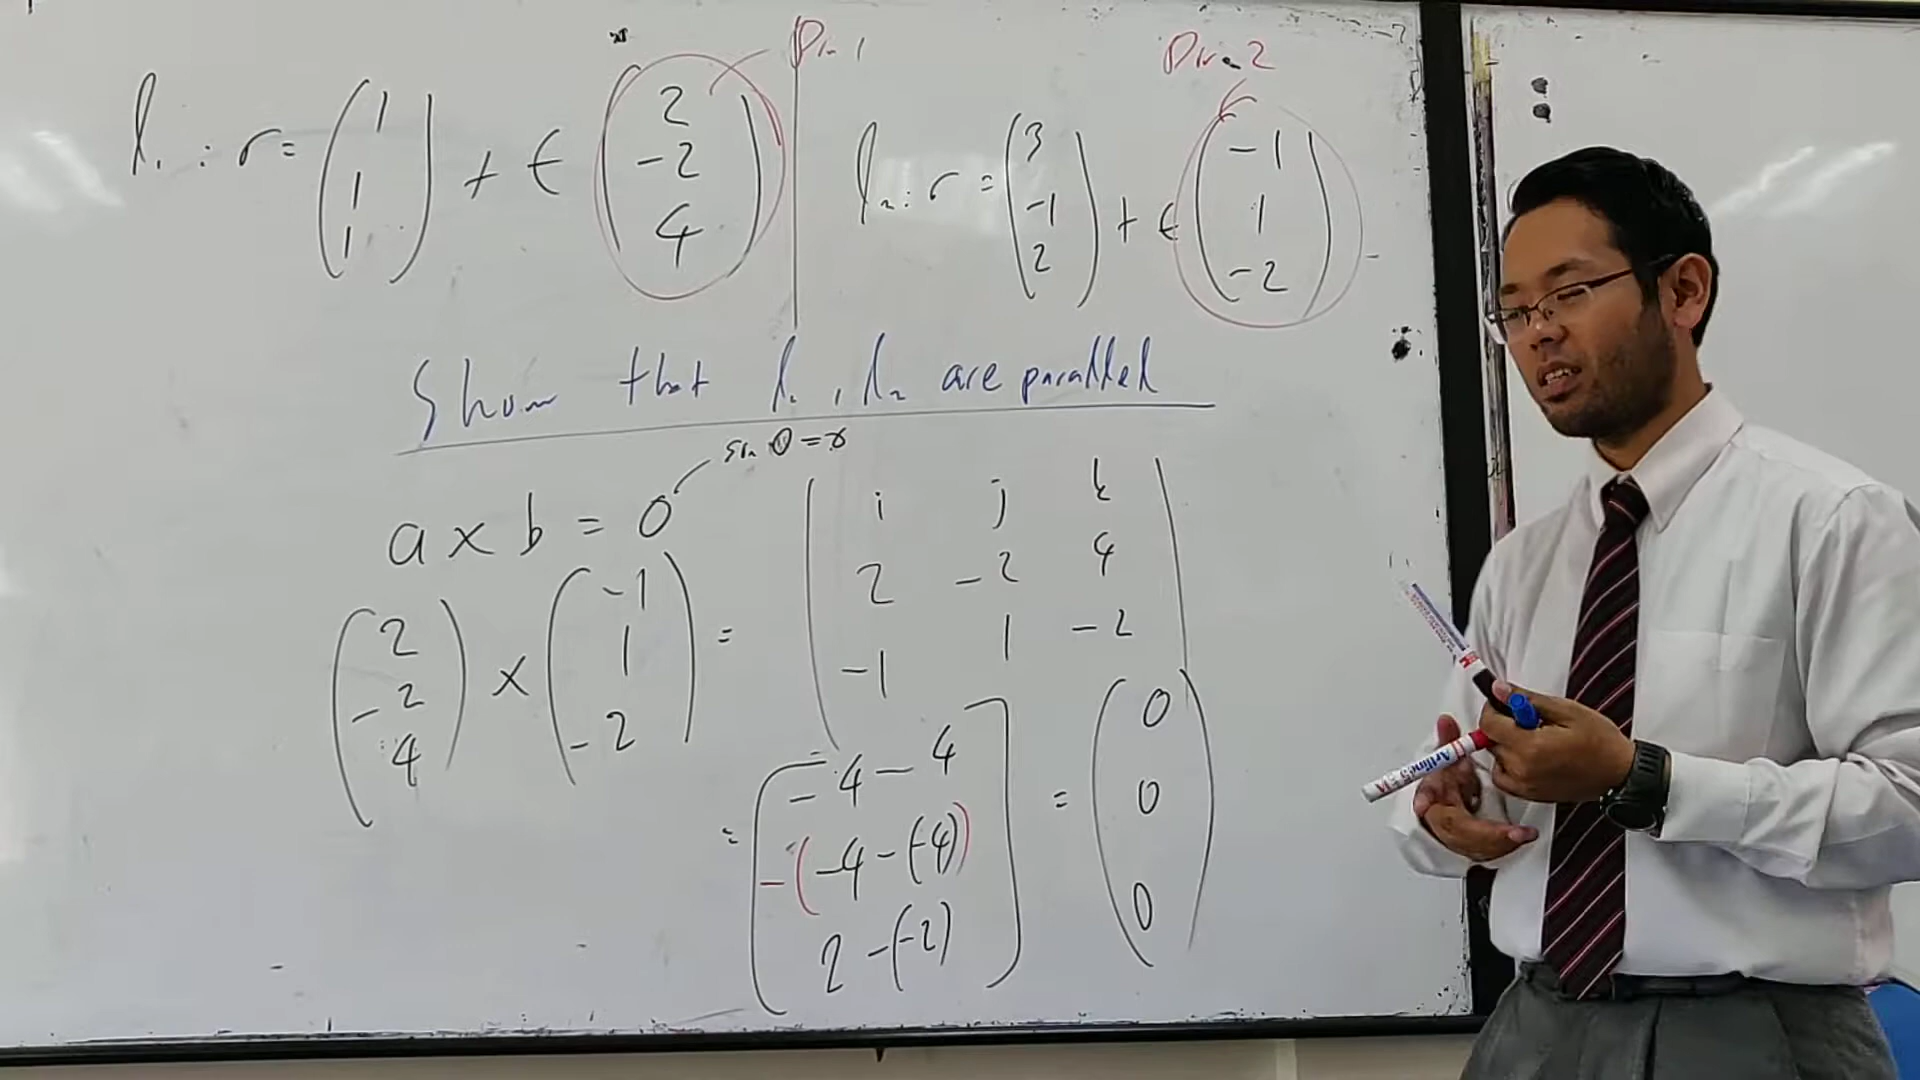 Dir 1
Dir 2
l₁ : r = (1 1 1) + t (2 -2 4)
l₂ : r = (3 -1 2) + t (-1 1 -2)
Show that l₁, l₂ are parallel
sin 0 = 0
a x b = 0
(2 -2 4) x (-1 1 -2) = | i j k
2 -2 4
-1 1 -2 |
= [4 - 4
-(-4-(-4))
2-(-2)] = (0 0 0)
Artline